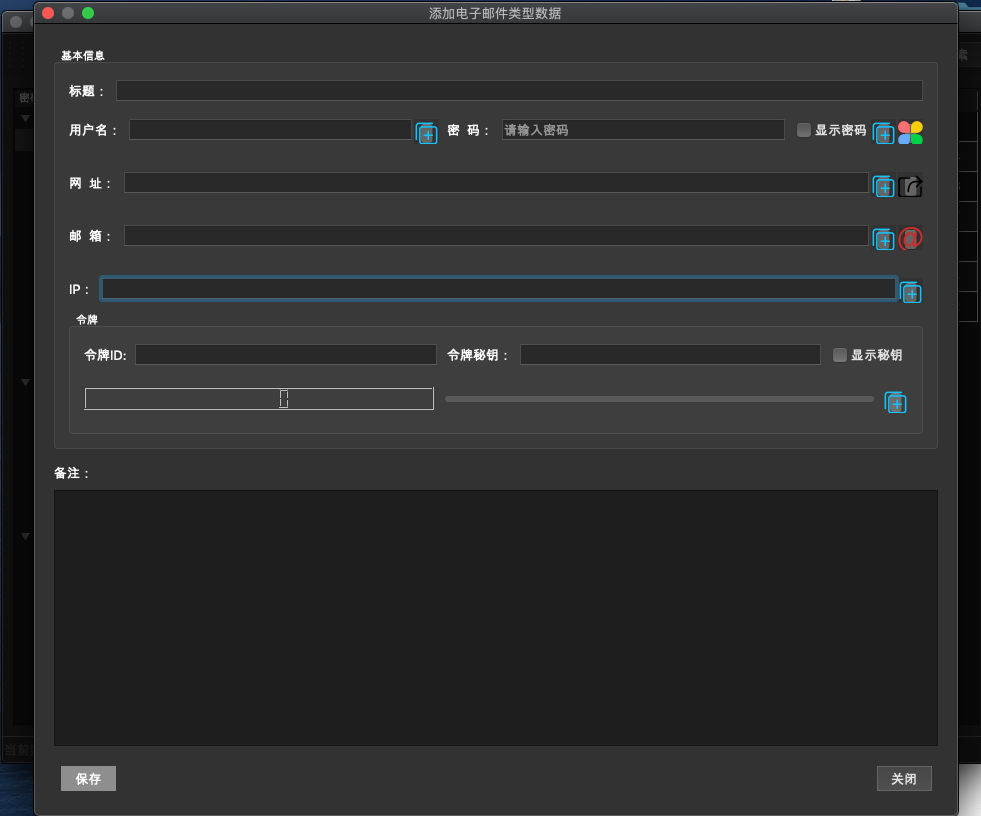 添加电子邮件类型数据
基本信息
标题：
用户名： 密 码： 请输入密码 显示密码
网 址：
邮 箱：
IP：
令牌
令牌ID: 令牌秘钥： 显示秘钥
备注：
保存 关闭